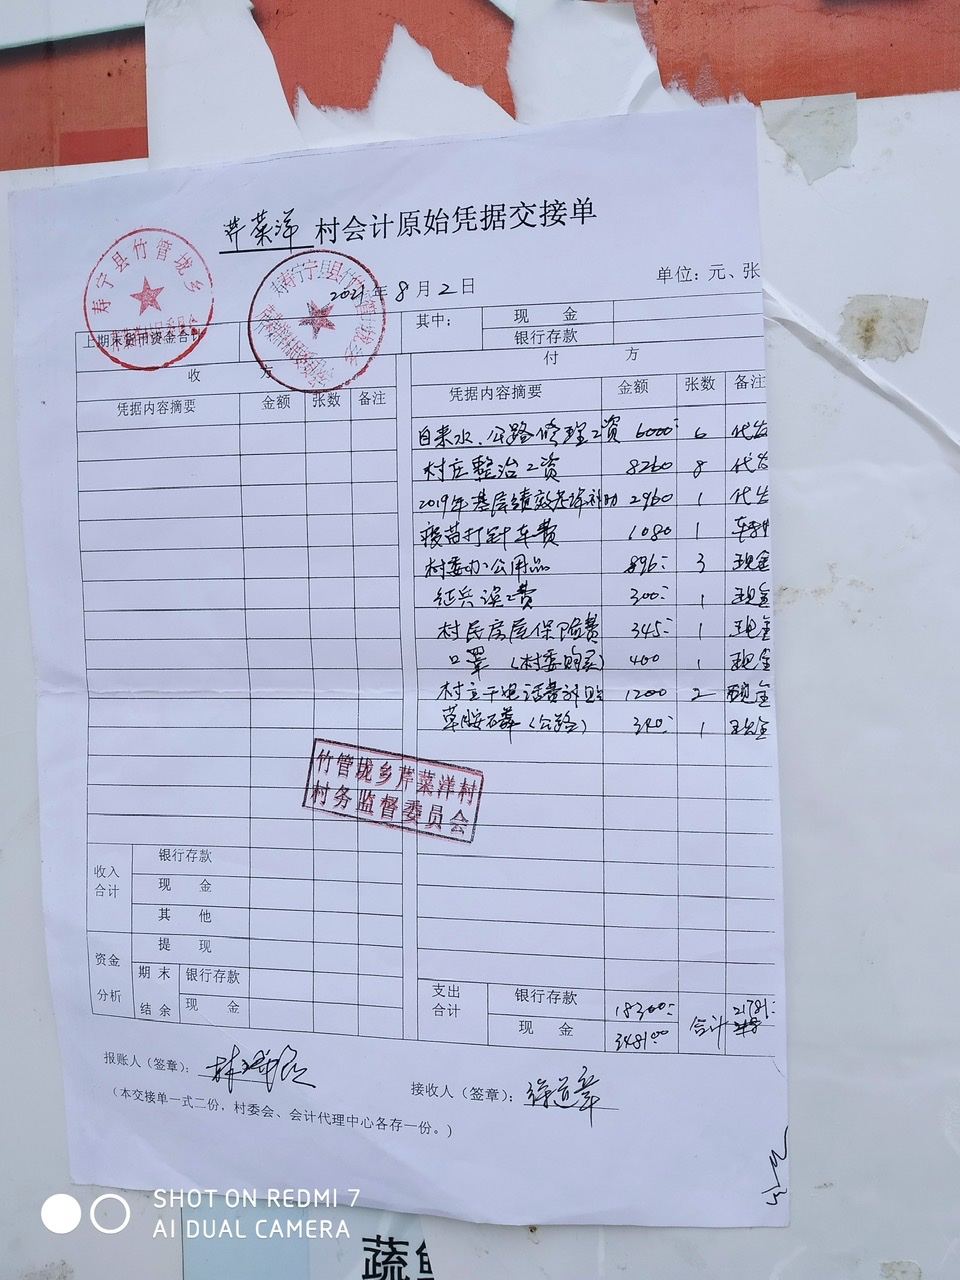 芹菜洋 村会计原始凭据交接单
寿宁县竹管垅乡
2021年8月2日
单位：元、张
上期末货币资金合计
其中：
现 金
银行存款
收 方
付 方
凭据内容摘要 金额 张数 备注
凭据内容摘要 金额 张数 备注
自来水、公路修理工资 6000 6 代发
村庄整治工资 8260 8 代发
2019年基层绩效考评补助 2960 1 代发
疫苗打针车费 1080 1
村委办公用品 896 3 现金
征兵误工费 300 1 现金
村民房屋保险费 345 1 现金
口罩（村委购买） 400 1 现金
村主干电话费补贴 1200 2 现金
草胺磷（公路） 340 1 现金
竹管垅乡芹菜洋村
村务监督委员会
收入合计
银行存款
现 金
其 他
资金分析
提 现
期末结余
银行存款
现 金
支出合计
银行存款 18300
现 金 3481.00
合计 21781
报账人（签章）：
接收人（签章）：徐道章
（本交接单一式二份，村委会、会计代理中心各存一份。）
SHOT ON REDMI 7
AI DUAL CAMERA
蔬